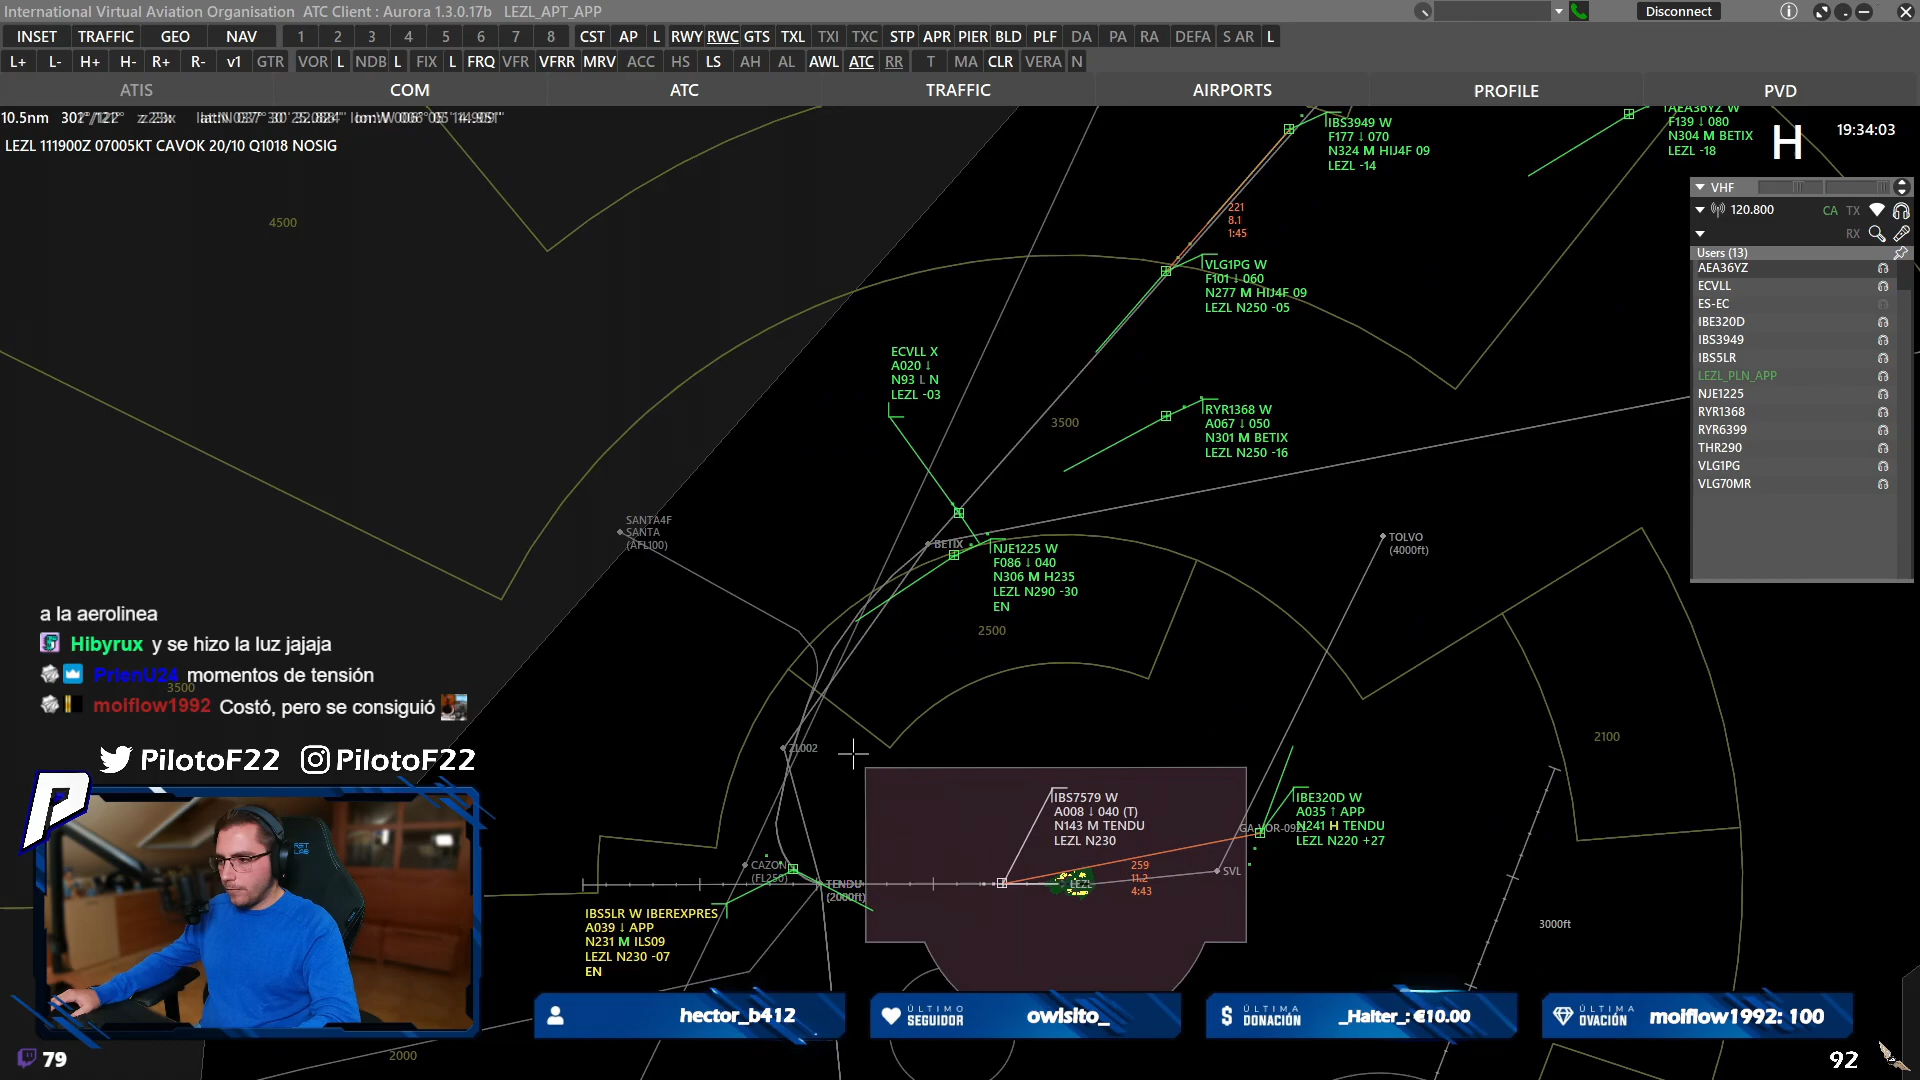 International Virtual Aviation Organisation   ATC Client : Aurora 1.3.0.17b   LEZL_APT_APP
Disconnect
INSET TRAFFIC GEO NAV 1 2 3 4 5 6 7 8 CST AP L RWY RWC GTS TXL TXI TXC STP APR PIER BLD PLF DA PA RA DEFA S AR L
L+ L- H+ H- R+ R- v1 GTR VOR L NDB L FIX L FRQ VFR VFRR MRV ACC HS LS AH AL AWL ATC RR T MA CLR VERA N
ATIS COM ATC TRAFFIC AIRPORTS PROFILE PVD
10.5nm
LEZL 111900Z 07005KT CAVOK 20/10 Q1018 NOSIG
H
19:34:03
VHF
120.800 CA TX
RX
Users (13)
AEA36YZ
ECVLL
ES-EC
IBE320D
IBS3949
IBS5LR
LEZL_PLN_APP
NJE1225
RYR1368
RYR6399
THR290
VLG1PG
VLG70MR
AEA36YZ W
F139 ↓ 080
N304 M BETIX
LEZL -18
IBS3949 W
F177 ↓ 070
N324 M HIJ4F 09
LEZL -14
221
8.1
1:45
VLG1PG W
F101 ↓ 060
N277 M HIJ4F 09
LEZL N250 -05
ECVLL X
A020 ↓
N93 L N
LEZL -03
RYR1368 W
A067 ↓ 050
N301 M BETIX
LEZL N250 -16
4500
3500
SANTA4F
SANTA
(AFL100)
BETIX
NJE1225 W
F086 ↓ 040
N306 M H235
LEZL N290 -30
EN
TOLVO
(4000ft)
2500
2100
3500
ZL002
IBS7579 W
A008 ↓ 040 (T)
N143 M TENDU
LEZL N230
IBE320D W
A035 ↑ APP
N241 H TENDU
LEZL N220 +27
259
11.2
4:43
LEZL
SVL
CAZON
(FL250)
TENDU
(2000ft)
IBS5LR W IBEREXPRES
A039 ↓ APP
N231 M ILS09
LEZL N230 -07
EN
3000ft
2000
a la aerolinea
Hibyrux y se hizo la luz jajaja
PrienU24 momentos de tensión
molflow1992 Costó, pero se consiguió
PilotoF22 PilotoF22
P
RST LAB
hector_b412
ÚLTIMO SEGUIDOR owlsito_
ÚLTIMA DONACIÓN _Halter_: €10.00
ÚLTIMA OVACIÓN molflow1992: 100
79
92